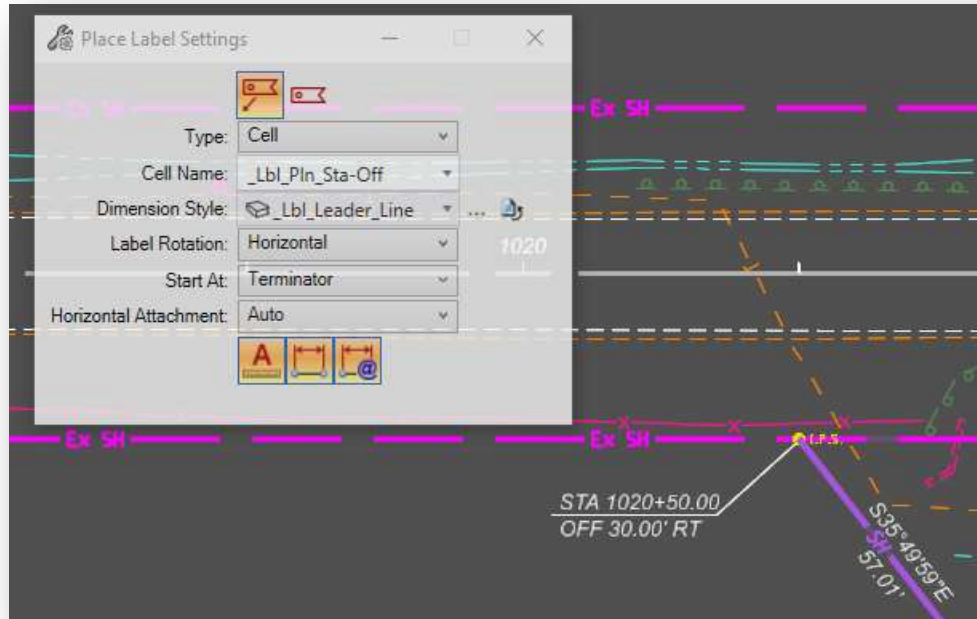 Place Label Settings
Ex SH
Ex SH
Type: Cell
Cell Name: _Lbl_Pln_Sta-Off
Dimension Style: _Lbl_Leader_Line ...
Label Rotation: Horizontal
1020
Start At: Terminator
Horizontal Attachment: Auto
A
@
Ex SH
Ex SH
I.P.S.
STA 1020+50.00
OFF 30.00' RT
S35°49'59"E
SH
57.01'